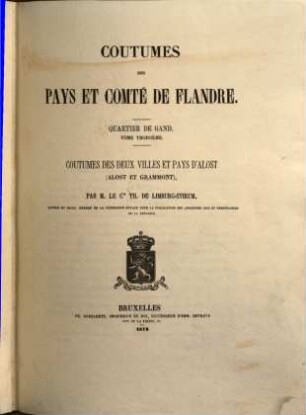 COUTUMES
DES
PAYS ET COMTÉ DE FLANDRE.
QUARTIER DE GAND.
TOME TROISIÈME.
COUTUMES DES DEUX VILLES ET PAYS D'ALOST
(ALOST ET GRAMMONT),
PAR M. LE Cte TH. DE LIMBURG-STIRUM,
BRUXELLES
1878